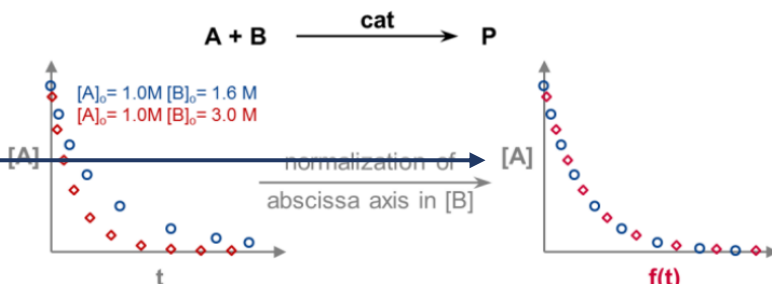 cat
A + B P
[A]ₒ= 1.0M [B]ₒ= 1.6 M
[A]ₒ= 1.0M [B]ₒ= 3.0 M
[A]
normalization of
abscissa axis in [B]
[A]
t
f(t)